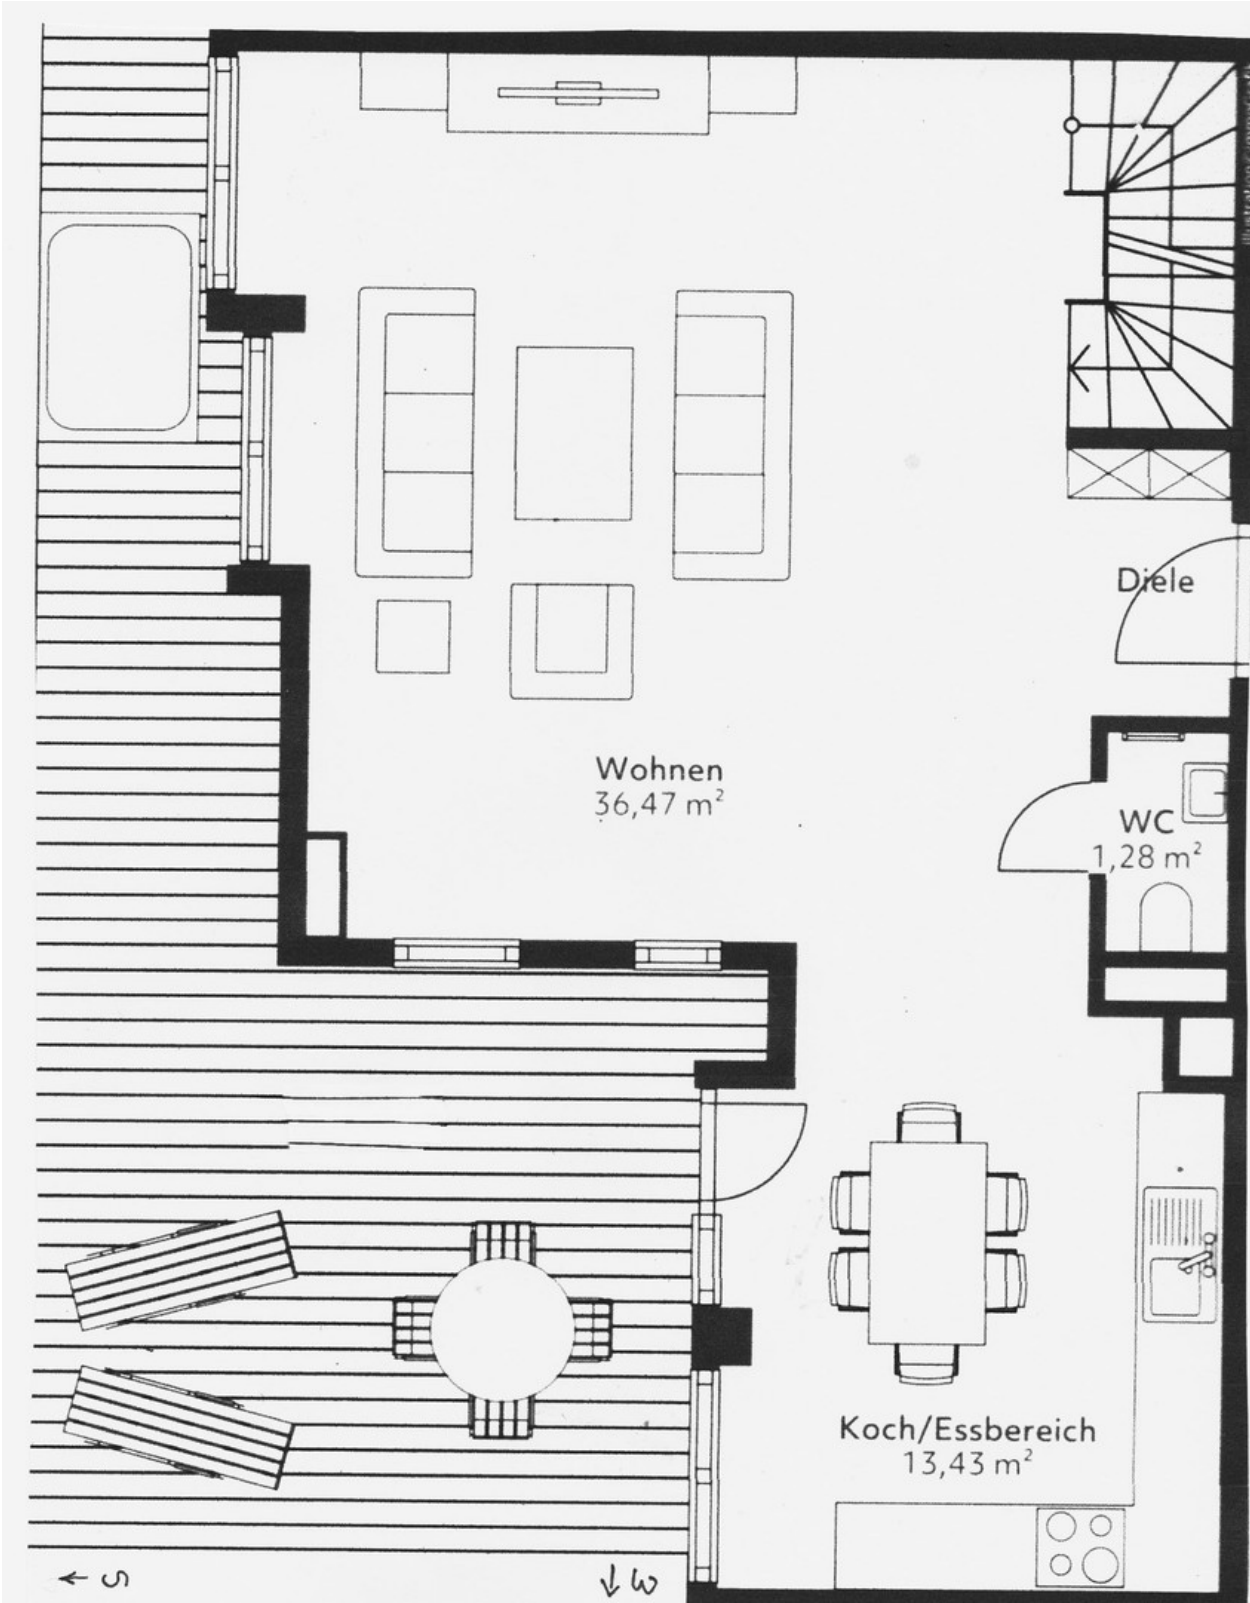 Diele
Wohnen
36,47 m²
WC
1,28 m²
Koch/Essbereich
13,43 m²
← S
↓ W